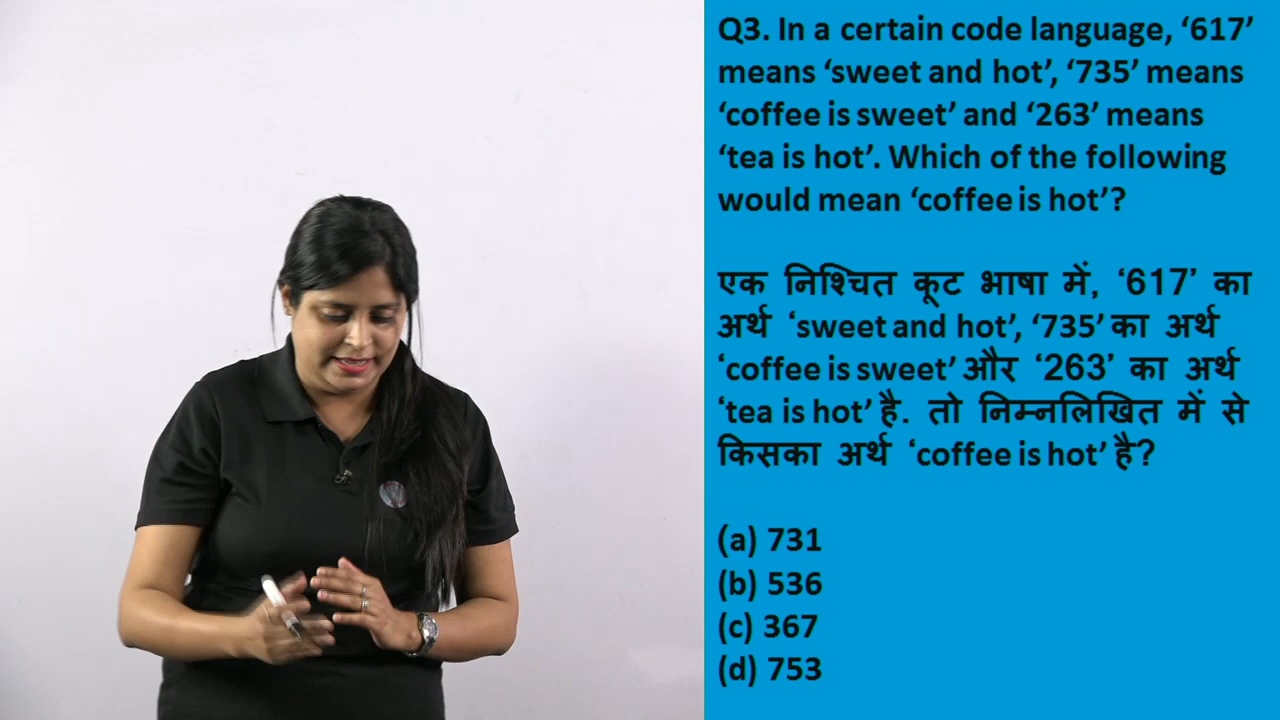 Q3. In a certain code language, ‘617’
means ‘sweet and hot’, ‘735’ means
‘coffee is sweet’ and ‘263’ means
‘tea is hot’. Which of the following
would mean ‘coffee is hot’?
एक निश्चित कूट भाषा में, ‘617’ का
अर्थ ‘sweet and hot’, ‘735’ का अर्थ
‘coffee is sweet’ और ‘263’ का अर्थ
‘tea is hot’ है. तो निम्नलिखित में से
किसका अर्थ ‘coffee is hot’ है?
(a) 731
(b) 536
(c) 367
(d) 753